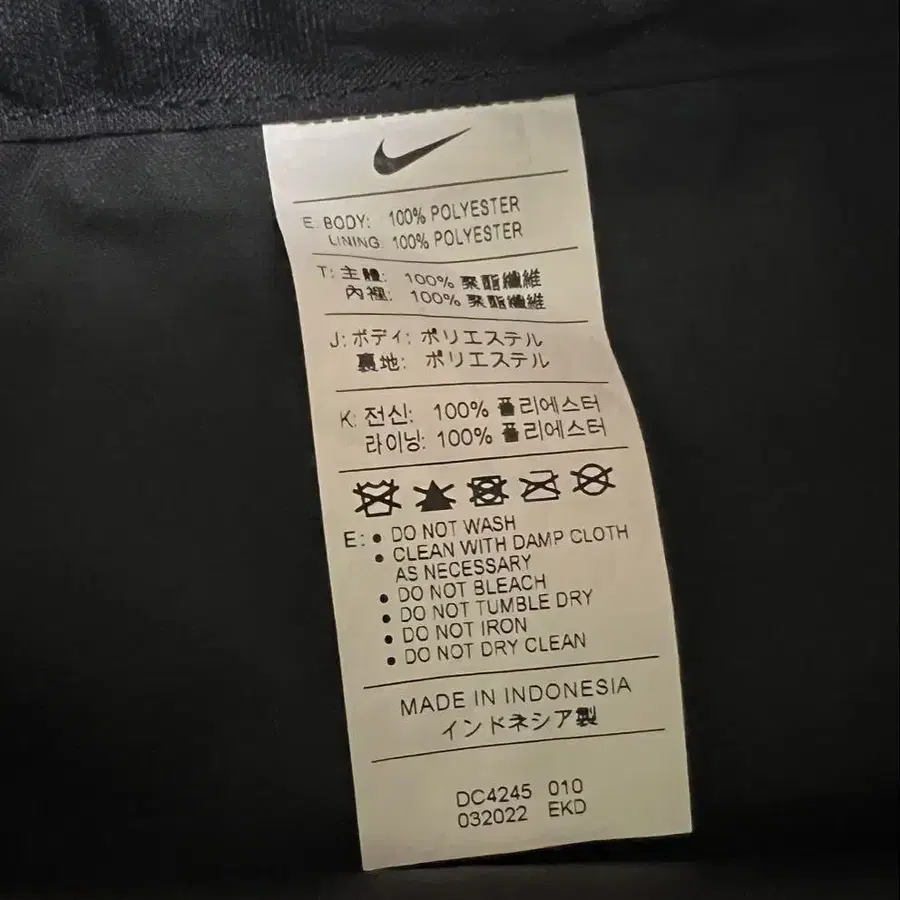 E: BODY: 100% POLYESTER
LINING: 100% POLYESTER
T: 主體: 100% 聚酯纖維
內裡: 100% 聚酯纖維
J: ボディ: ポリエステル
裏地: ポリエステル
K: 전신: 100% 폴리에스터
라이닝: 100% 폴리에스터
E: • DO NOT WASH
• CLEAN WITH DAMP CLOTH
AS NECESSARY
• DO NOT BLEACH
• DO NOT TUMBLE DRY
• DO NOT IRON
• DO NOT DRY CLEAN
MADE IN INDONESIA
インドネシア製
DC4245 010
032022 EKD